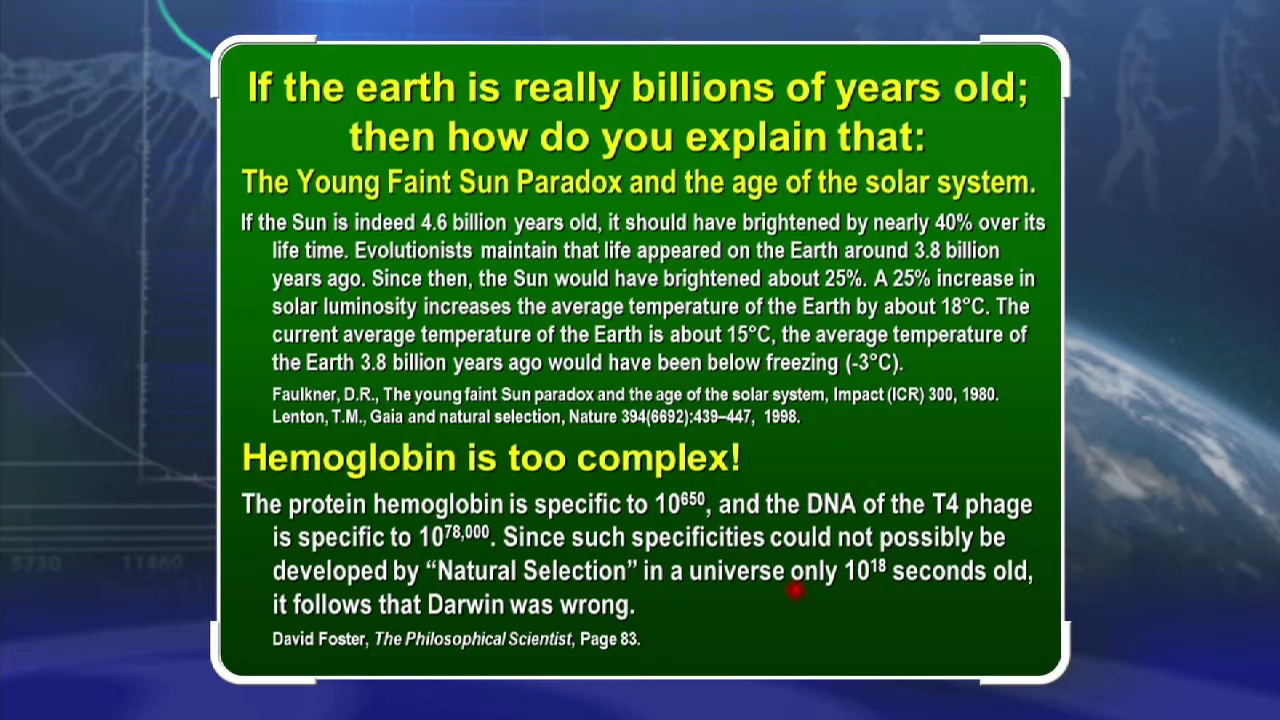 If the earth is really billions of years old;
then how do you explain that:
The Young Faint Sun Paradox and the age of the solar system.
If the Sun is indeed 4.6 billion years old, it should have brightened by nearly 40% over its
life time. Evolutionists maintain that life appeared on the Earth around 3.8 billion
years ago. Since then, the Sun would have brightened about 25%. A 25% increase in
solar luminosity increases the average temperature of the Earth by about 18°C. The
current average temperature of the Earth is about 15°C, the average temperature of
the Earth 3.8 billion years ago would have been below freezing (-3°C).
Faulkner, D.R., The young faint Sun paradox and the age of the solar system, Impact (ICR) 300, 1980.
Lenton, T.M., Gaia and natural selection, Nature 394(6692):439–447, 1998.
Hemoglobin is too complex!
The protein hemoglobin is specific to 10⁶⁵⁰, and the DNA of the T4 phage
is specific to 10⁷⁸,⁰⁰⁰. Since such specificities could not possibly be
developed by “Natural Selection” in a universe only 10¹⁸ seconds old,
it follows that Darwin was wrong.
David Foster, The Philosophical Scientist, Page 83.
5730 11460